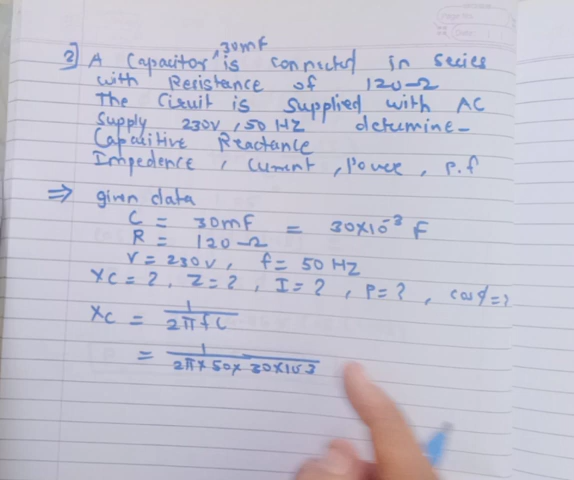 30mF
2] A Capacitor is connected in series
with Resistance of 120-Ω
The Circuit is Supplied with AC
Supply 230V, 50 HZ determine-
Capacitive Reactance
Impedence, Current, Power, P.f
⇒ given data
C = 30mF = 30×10⁻³ F
R = 120-Ω
V = 230V, f = 50 HZ
XC = ?, Z = ?, I = ?, P = ?, cosφ = ?
XC = 1/2πfC
= 1/2π×50×30×10-3